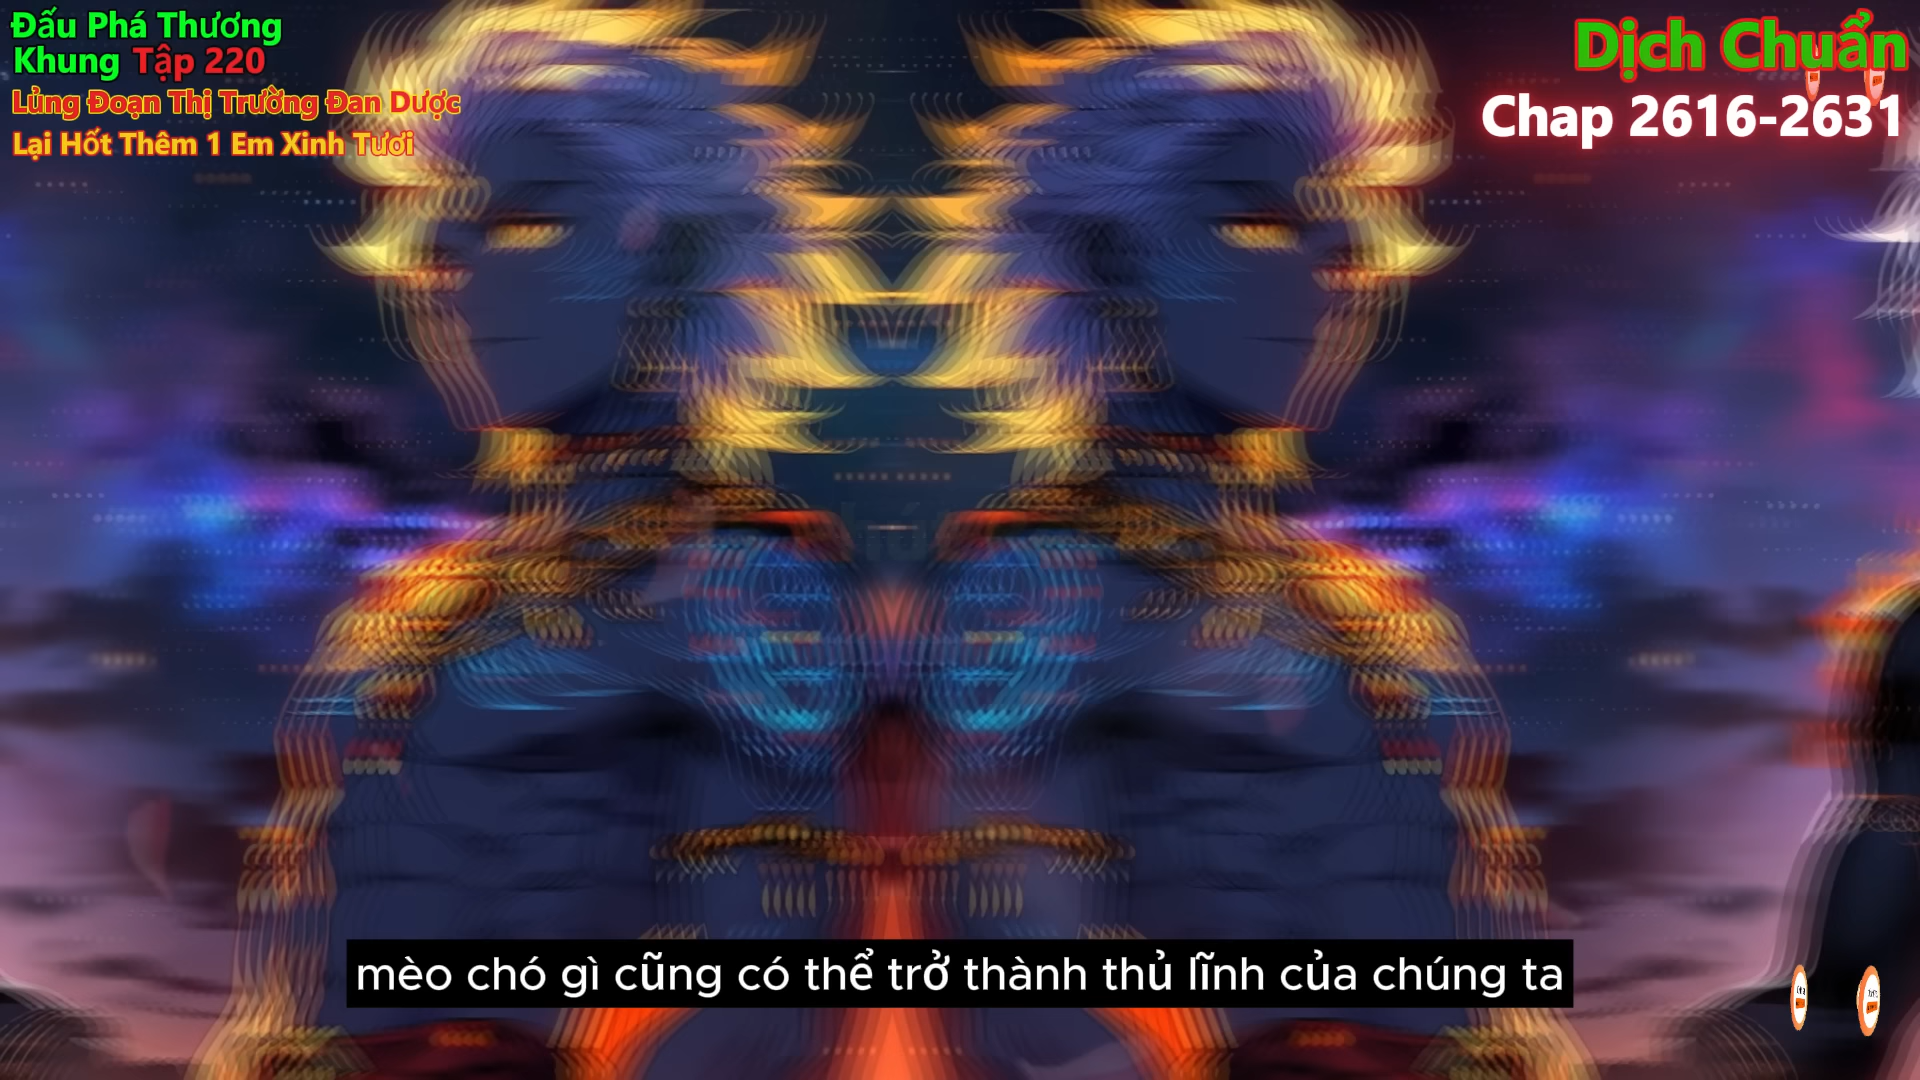 Đấu Phá Thương
Khung Tập 220
Lủng Đoạn Thị Trường Đan Dược
Lại Hốt Thêm 1 Em Xinh Tươi
Dịch Chuẩn
Chap 2616-2631
mèo chó gì cũng có thể trở thành thủ lĩnh của chúng ta